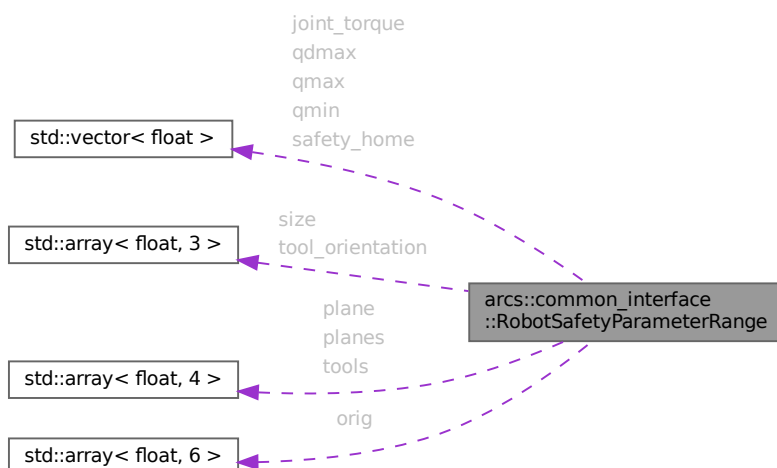 joint_torque
qdmax
qmax
qmin
safety_home
std::vector< float >
size
tool_orientation
std::array< float, 3 >
arcs::common_interface
::RobotSafetyParameterRange
plane
planes
tools
std::array< float, 4 >
orig
std::array< float, 6 >